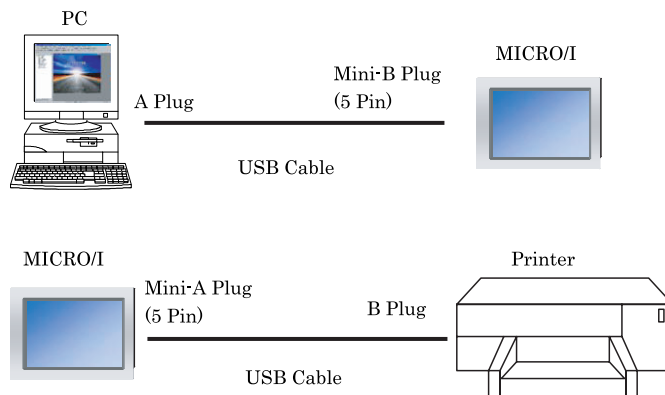 PC
MICRO/I
A Plug
Mini-B Plug
(5 Pin)
USB Cable
MICRO/I
Printer
Mini-A Plug
(5 Pin)
B Plug
USB Cable